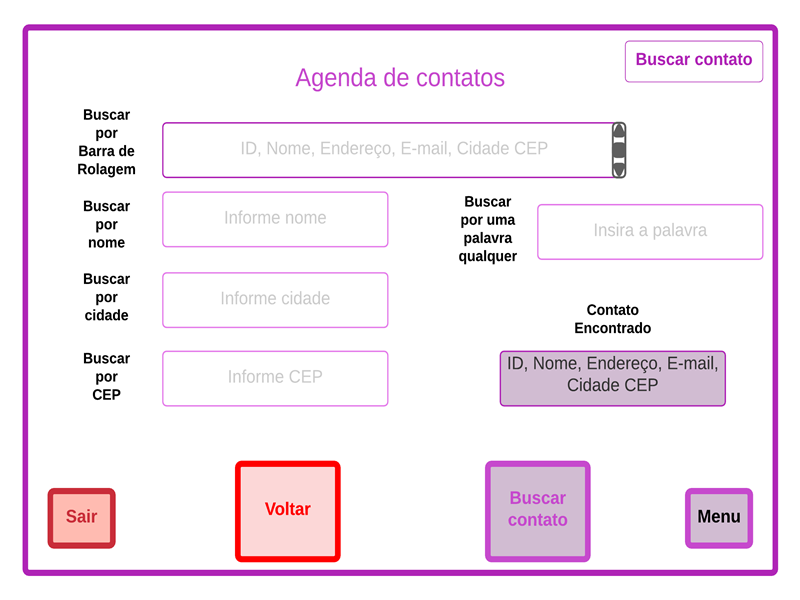 Buscar contato
Agenda de contatos
Buscar
por
Barra de
Rolagem
ID, Nome, Endereço, E-mail, Cidade CEP
Buscar
por
nome
Informe nome
Buscar
por uma
palavra
qualquer
Insira a palavra
Buscar
por
cidade
Informe cidade
Contato
Encontrado
Buscar
por
CEP
Informe CEP
ID, Nome, Endereço, E-mail,
Cidade CEP
Sair
Voltar
Buscar
contato
Menu